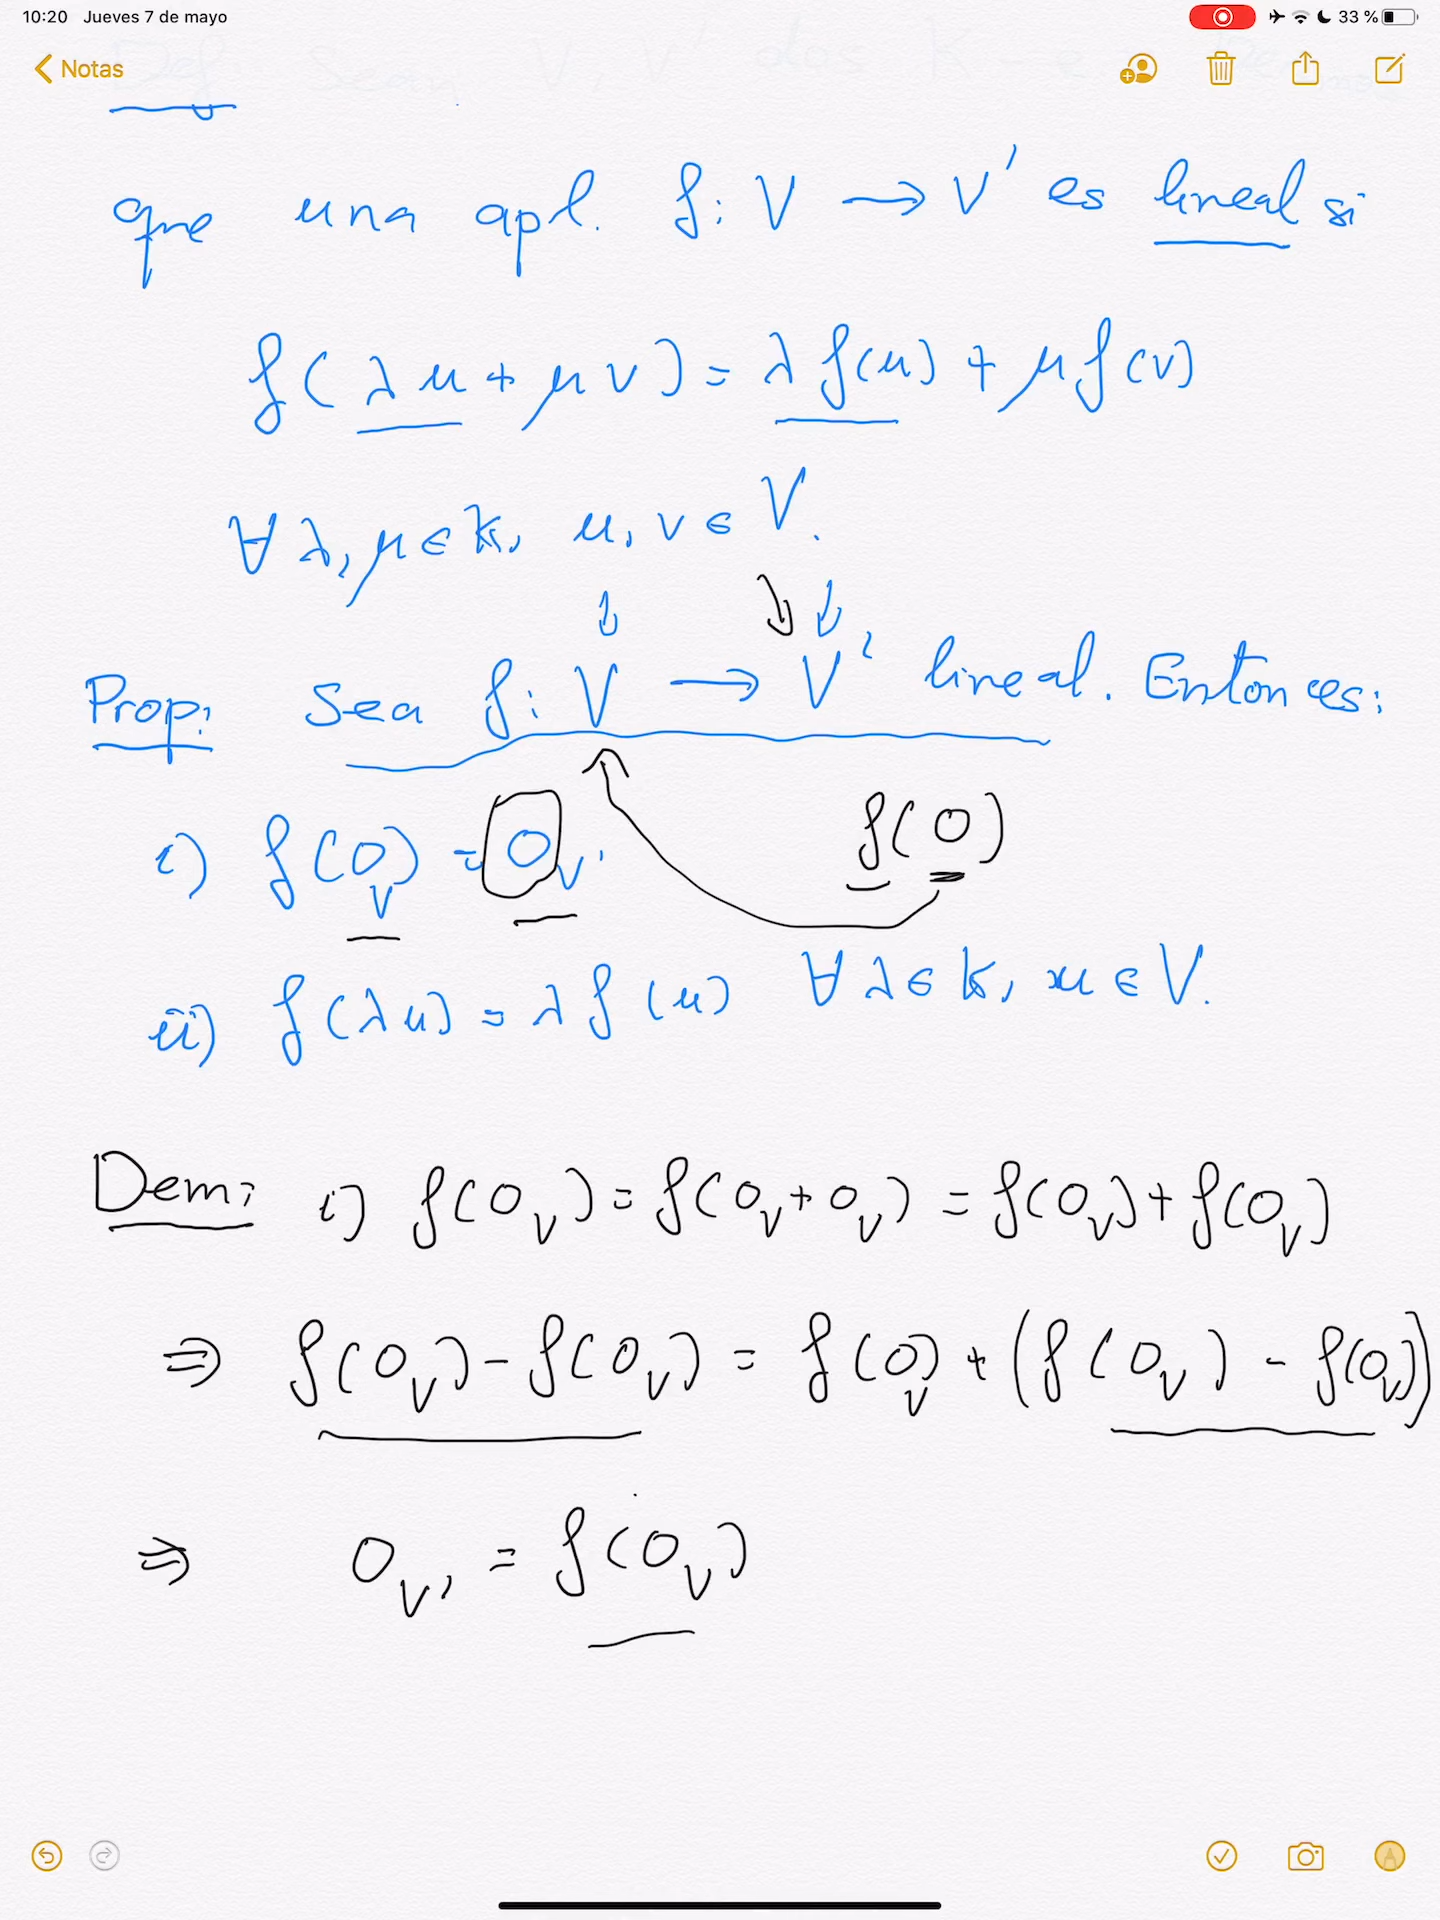 10:20 Jueves 7 de mayo 33 %
Notas
que una apl. f: V → V' es lineal si
f(λu + μv) = λf(u) + μf(v)
∀ λ, μ ∈ k, u, v ∈ V.
Prop: Sea f: V → V' lineal. Entonces:
i) f(0_V) = 0_V' f(0)
ii) f(λu) = λf(u) ∀ λ ∈ k, u ∈ V.
Dem: i) f(0_V) = f(0_V + 0_V) = f(0_V) + f(0_V)
⇒ f(0_V) - f(0_V) = f(0_V) + (f(0_V) - f(0_V))
⇒ 0_V' = f(0_V)